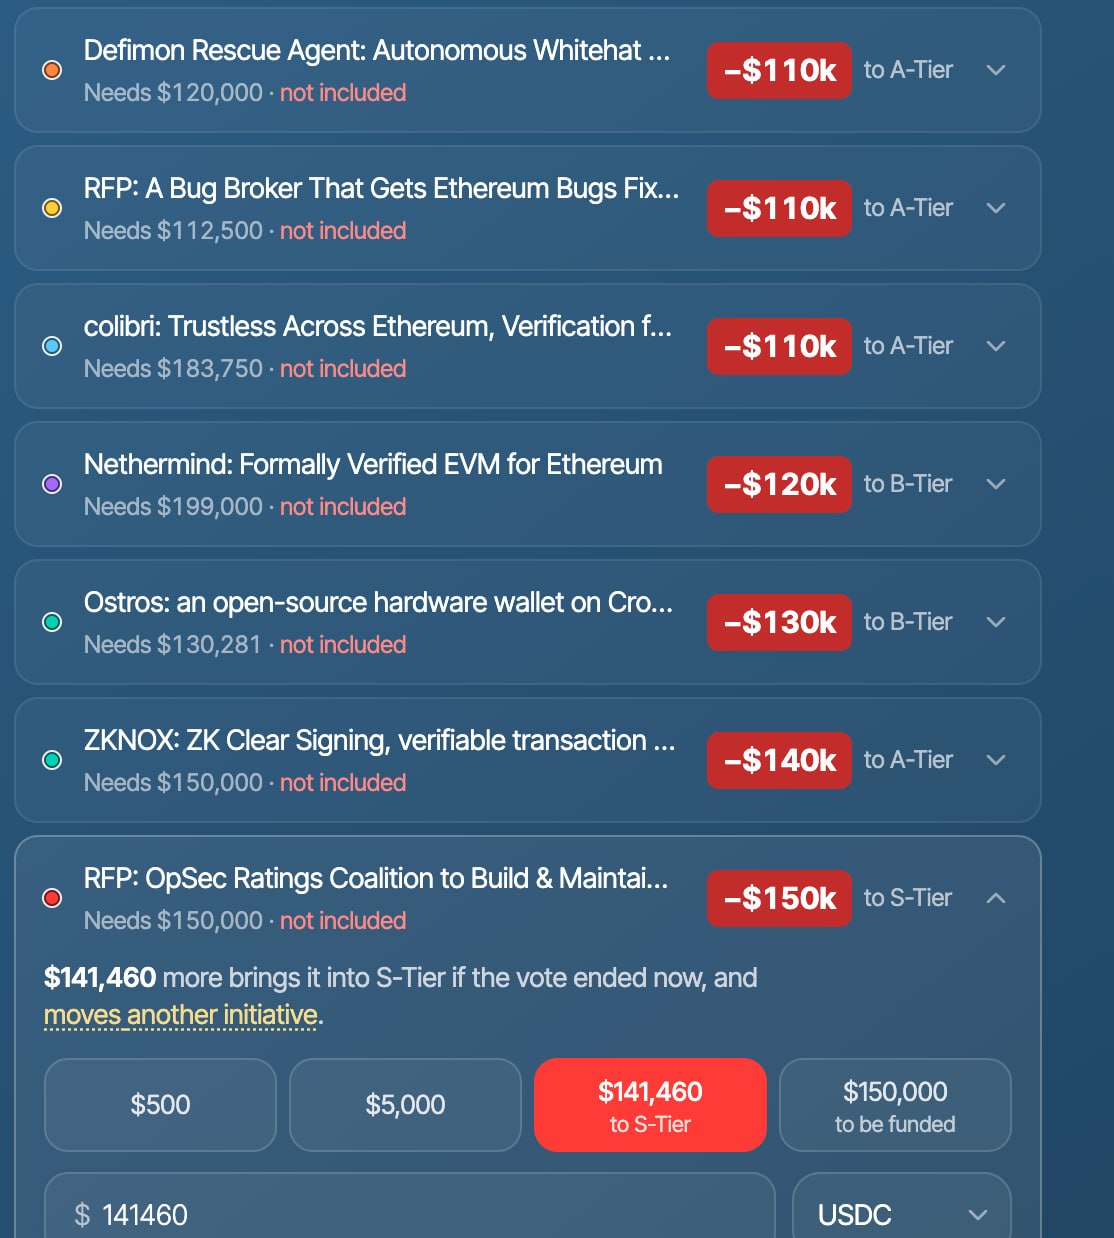 Defimon Rescue Agent: Autonomous Whitehat ...
Needs $120,000 · not included
–$110k to A-Tier
RFP: A Bug Broker That Gets Ethereum Bugs Fix...
Needs $112,500 · not included
–$110k to A-Tier
colibri: Trustless Across Ethereum, Verification f...
Needs $183,750 · not included
–$110k to A-Tier
Nethermind: Formally Verified EVM for Ethereum
Needs $199,000 · not included
–$120k to B-Tier
Ostros: an open-source hardware wallet on Cro...
Needs $130,281 · not included
–$130k to B-Tier
ZKNOX: ZK Clear Signing, verifiable transaction ...
Needs $150,000 · not included
–$140k to A-Tier
RFP: OpSec Ratings Coalition to Build & Maintai...
Needs $150,000 · not included
–$150k to S-Tier
$141,460 more brings it into S-Tier if the vote ended now, and
moves another initiative.
$500
$5,000
$141,460
to S-Tier
$150,000
to be funded
$ 141460
USDC